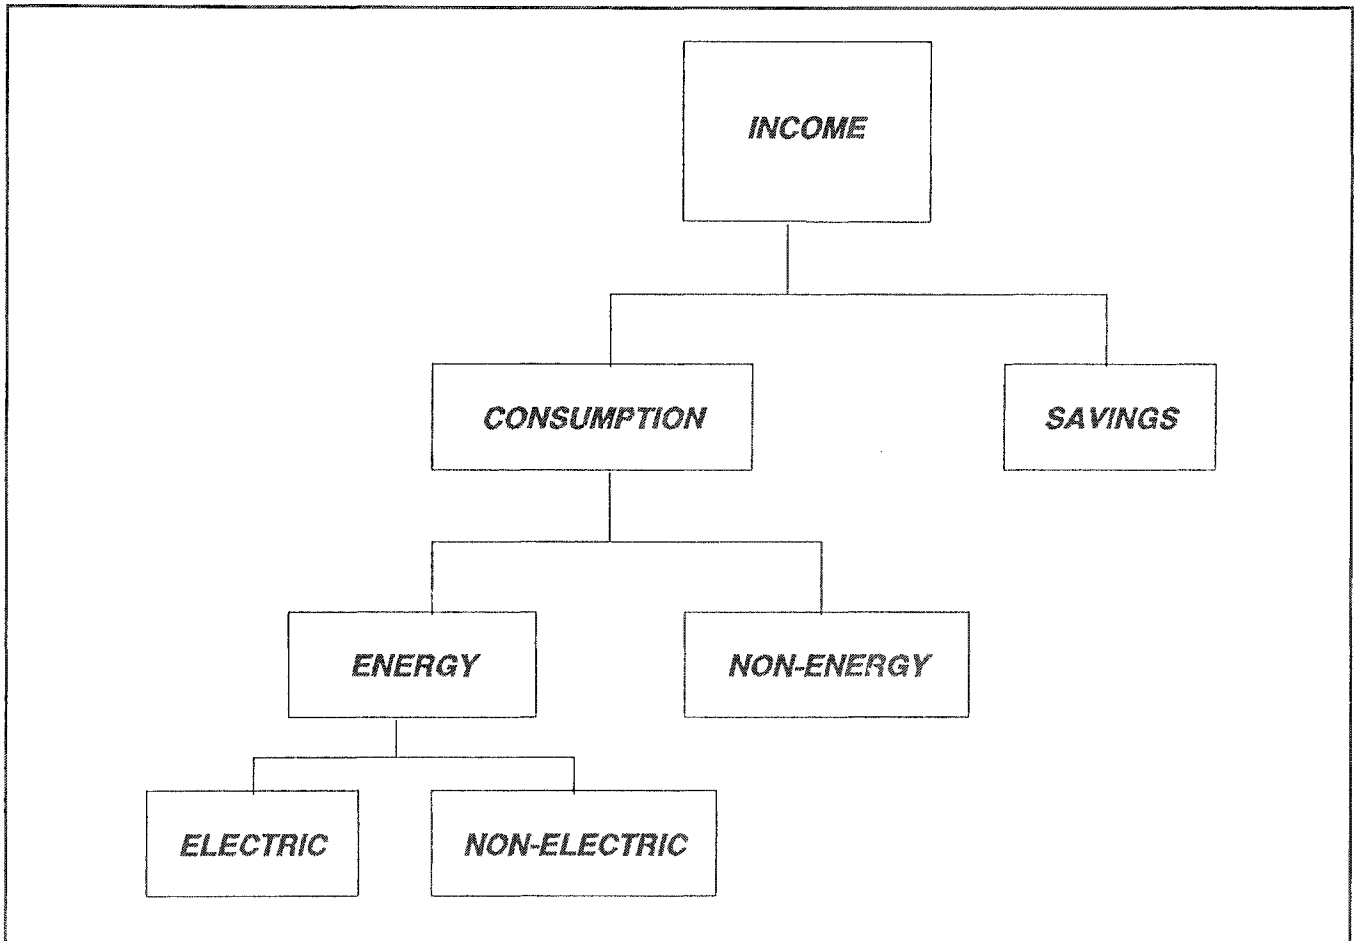 INCOME
CONSUMPTION
SAVINGS
ENERGY
NON-ENERGY
ELECTRIC
NON-ELECTRIC